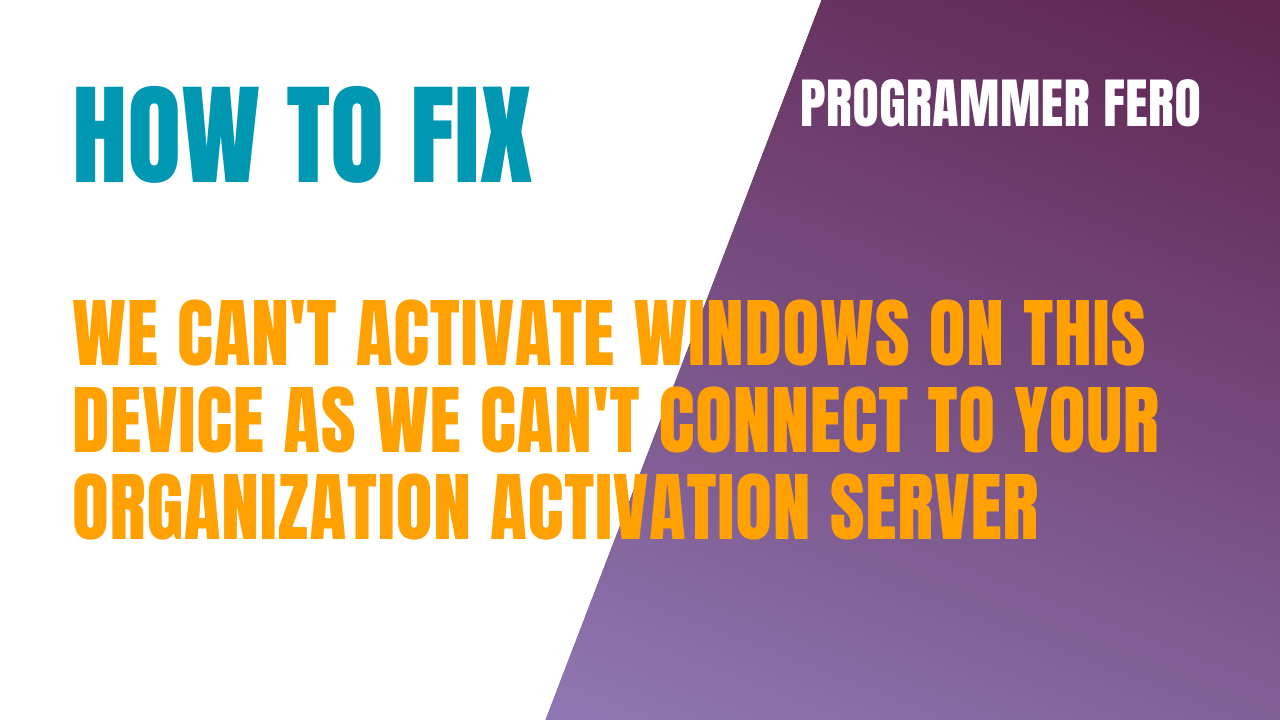 HOW TO FIX
PROGRAMMER FERO
WE CAN'T ACTIVATE WINDOWS ON THIS
DEVICE AS WE CAN'T CONNECT TO YOUR
ORGANIZATION ACTIVATION SERVER